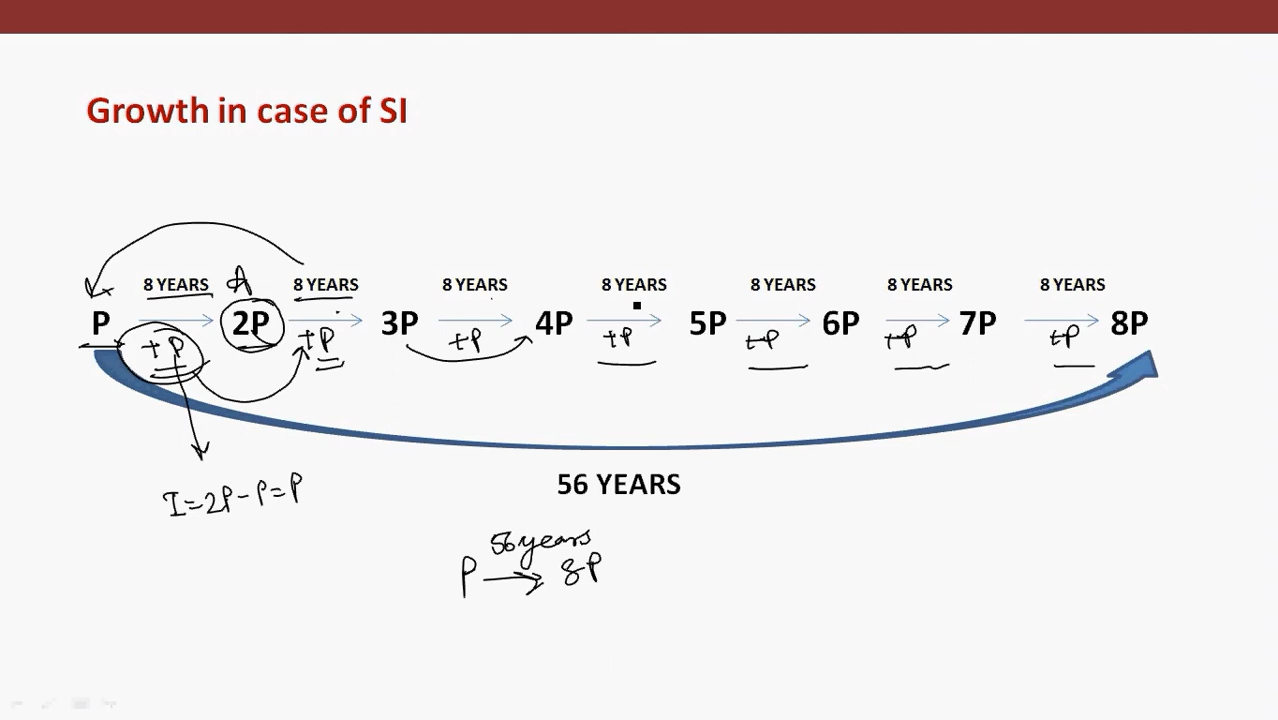 Growth in case of SI
8 YEARS A 8 YEARS 8 YEARS 8 YEARS 8 YEARS 8 YEARS 8 YEARS
P 2P 3P 4P 5P 6P 7P 8P
+P +P +P +P +P +P +P
I=2P-P=P
56 YEARS
56 years
P → 8P